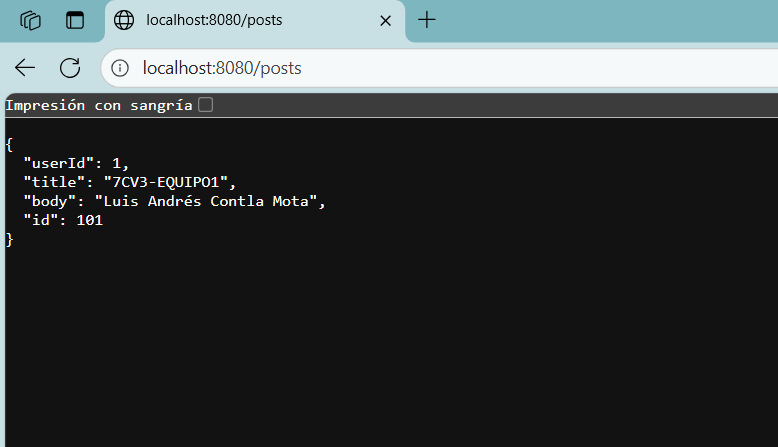 localhost:8080/posts
localhost:8080/posts
Impresión con sangría
{
  "userId": 1,
  "title": "7CV3-EQUIPO1",
  "body": "Luis Andrés Contla Mota",
  "id": 101
}